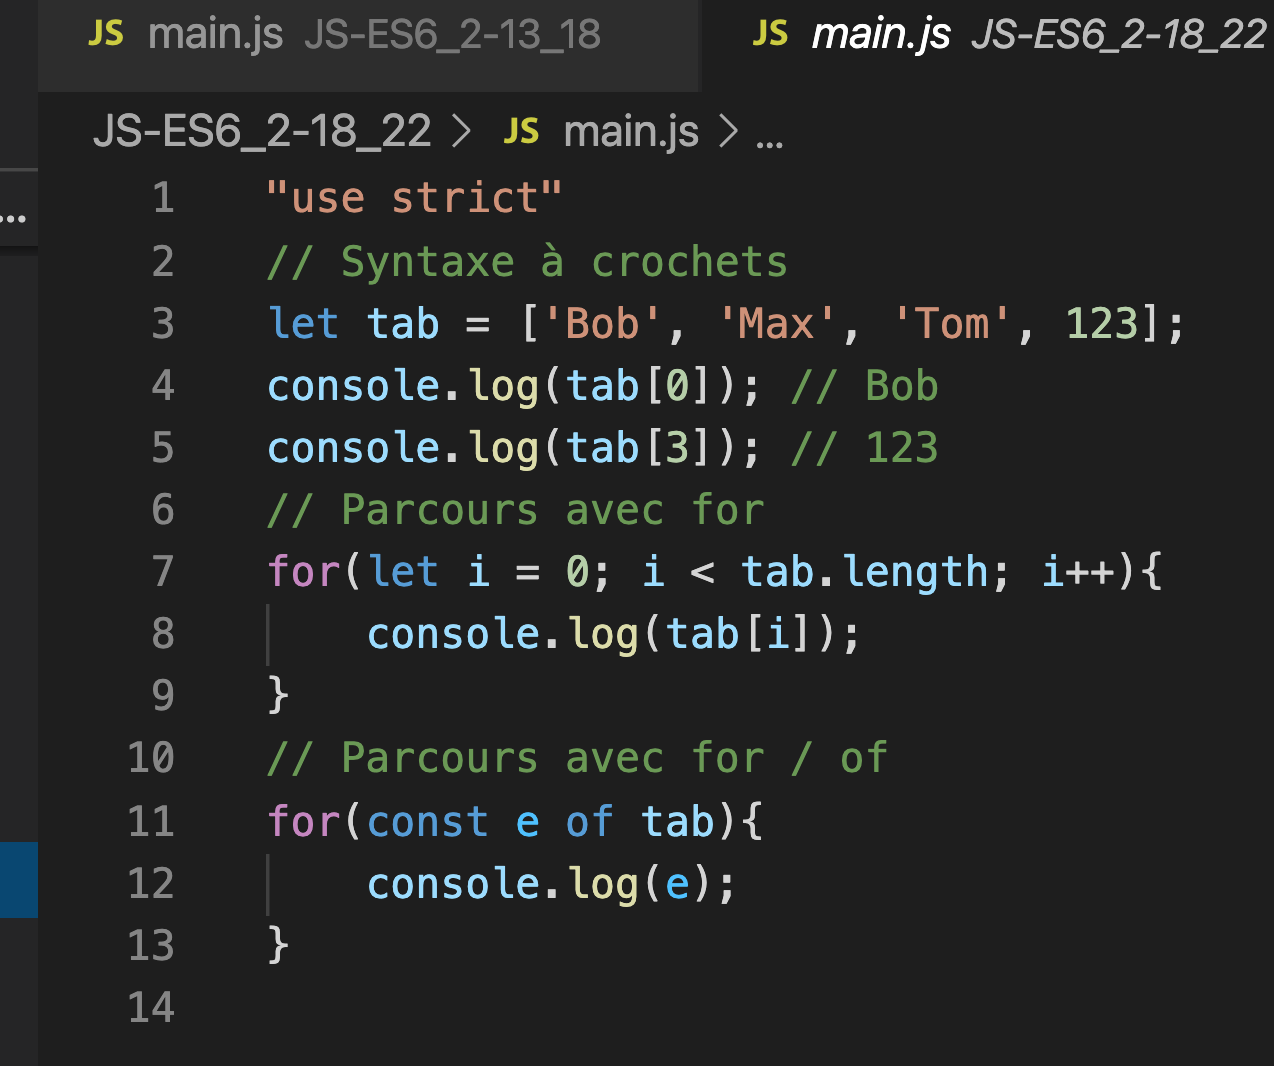 JS main.js JS-ES6_2-13_18 JS main.js JS-ES6_2-18_22
JS-ES6_2-18_22 > JS main.js > ...
...
1 "use strict"
2 // Syntaxe à crochets
3 let tab = ['Bob', 'Max', 'Tom', 123];
4 console.log(tab[0]); // Bob
5 console.log(tab[3]); // 123
6 // Parcours avec for
7 for(let i = 0; i < tab.length; i++){
8     console.log(tab[i]);
9 }
10 // Parcours avec for / of
11 for(const e of tab){
12     console.log(e);
13 }
14